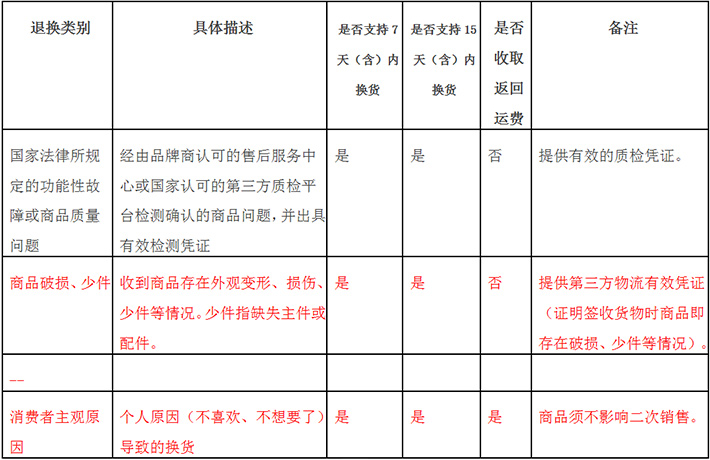 退换类别
具体描述
是否支持 7
天（含）内
换货
是否支持 15
天（含）内
换货
是否
收取
返回
运费
备注
国家法律所规
定的功能性故
障或商品质量
问题
经由品牌商认可的售后服务中
心或国家认可的第三方质检平
台检测确认的商品问题，并出具
有效检测凭证
是
是
否
提供有效的质检凭证。
商品破损、少件
收到商品存在外观变形、损伤、
少件等情况。少件指缺失主件或
配件。
是
是
否
提供第三方物流有效凭证
（证明签收货物时商品即
存在破损、少件等情况）。
__
消费者主观原
因
个人原因（不喜欢、不想要了）
导致的换货
是
是
是
商品须不影响二次销售。